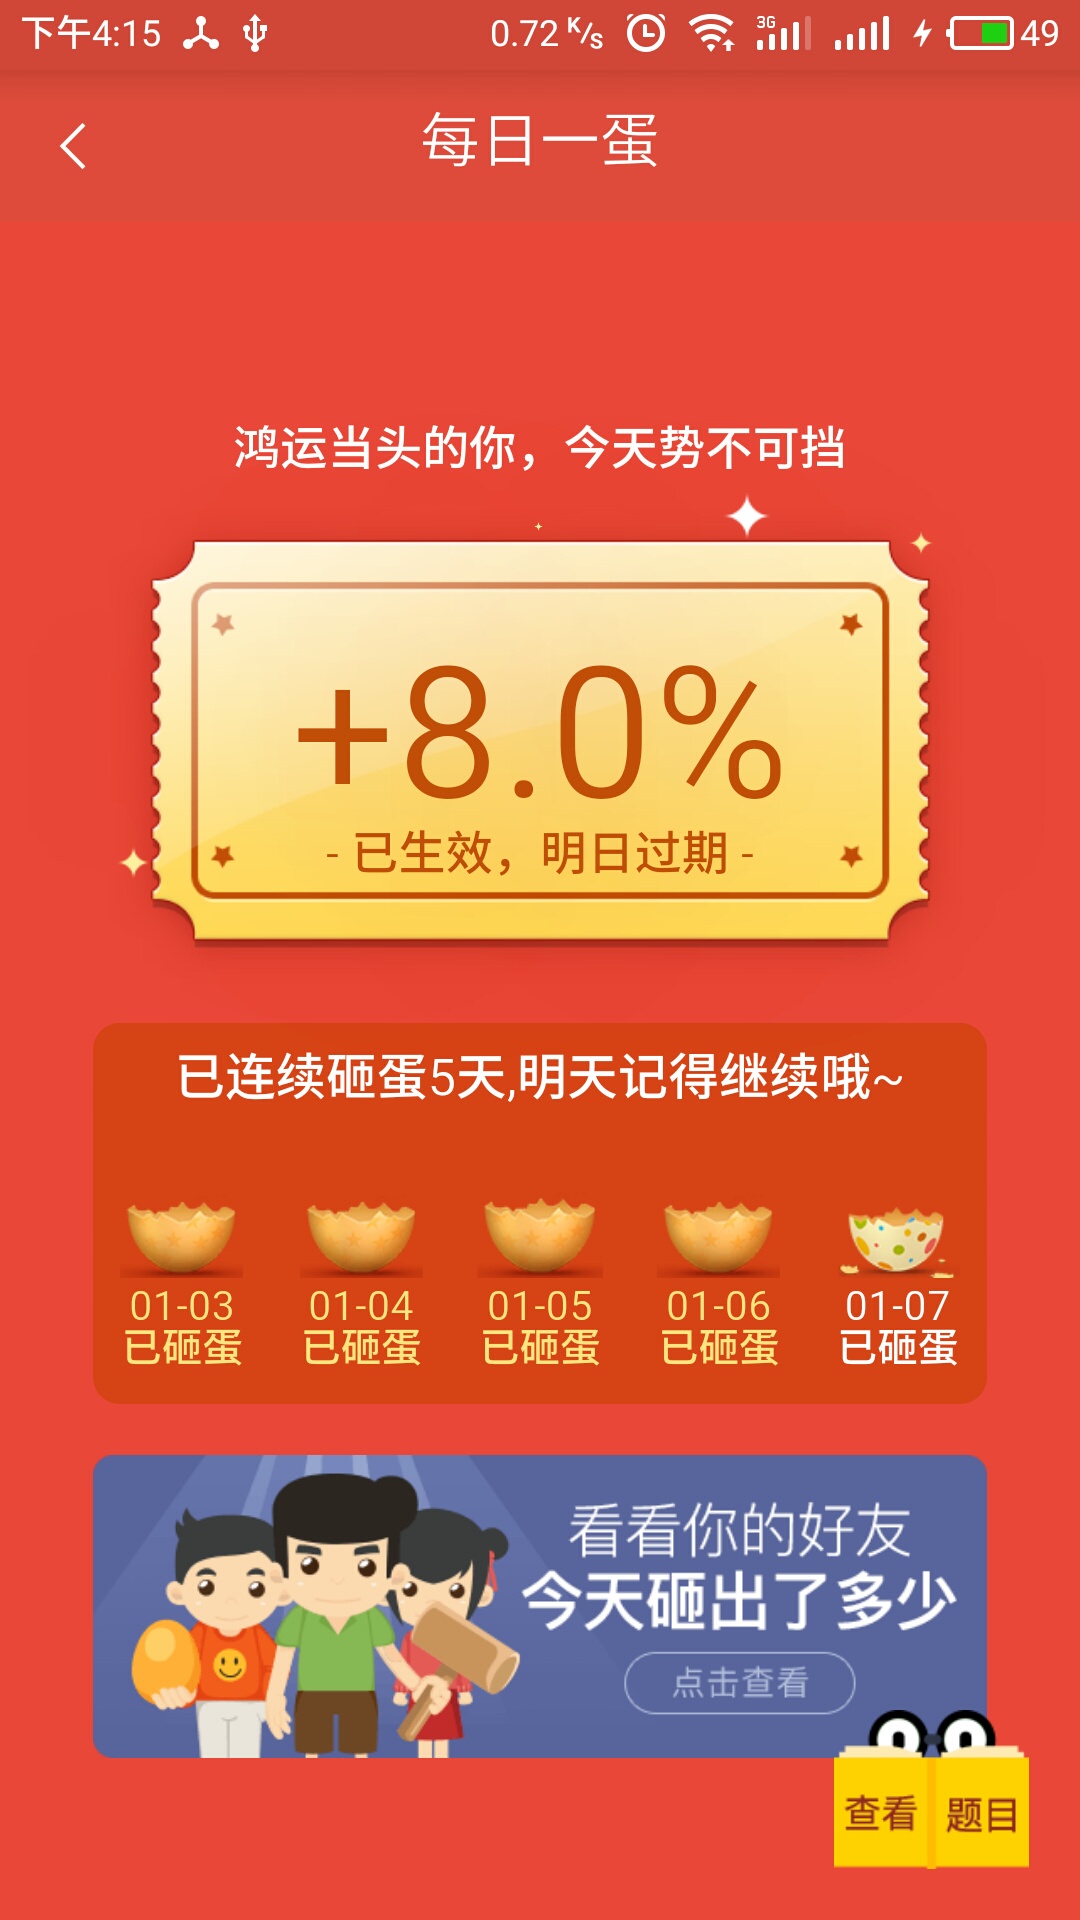 下午4:15 0.72 K/s 3G 49
每日一蛋
鸿运当头的你，今天势不可挡
+8.0%
- 已生效，明日过期 -
已连续砸蛋5天,明天记得继续哦~
01-03 01-04 01-05 01-06 01-07
已砸蛋 已砸蛋 已砸蛋 已砸蛋 已砸蛋
看看你的好友
今天砸出了多少
点击查看
查看 题目